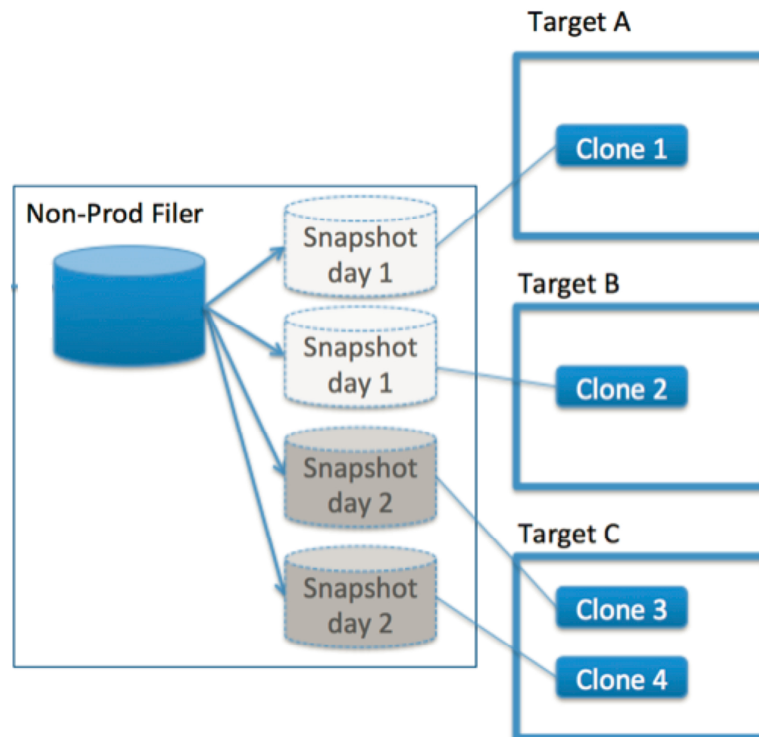 Target A
Clone 1
Non-Prod Filer
Snapshot
day 1
Target B
Snapshot
day 1
Clone 2
Snapshot
day 2
Target C
Snapshot
day 2
Clone 3
Clone 4